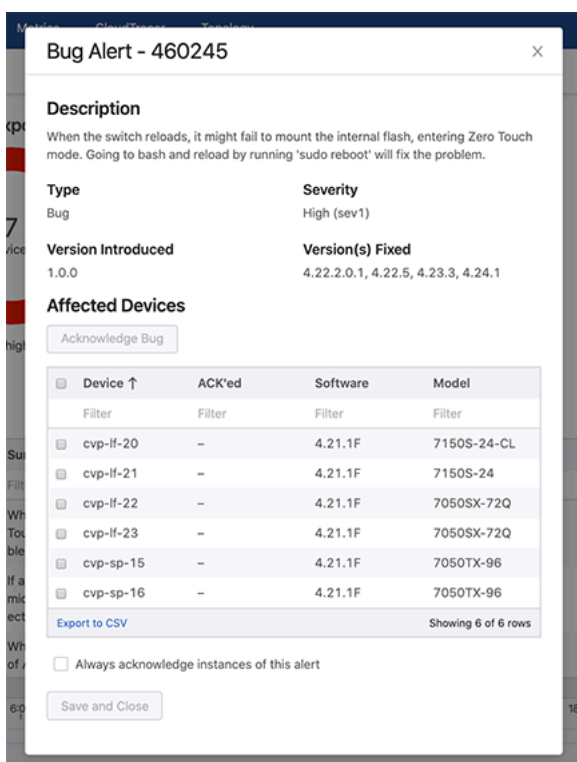 Metrics CloudTracer Topology
Bug Alert - 460245
Description
When the switch reloads, it might fail to mount the internal flash, entering Zero Touch
mode. Going to bash and reload by running 'sudo reboot' will fix the problem.
Type Severity
Bug High (sev1)
7
Version Introduced Version(s) Fixed
1.0.0 4.22.2.0.1, 4.22.5, 4.23.3, 4.24.1
Affected Devices
Acknowledge Bug
Device ↑ ACK'ed Software Model
Filter Filter Filter Filter
cvp-lf-20 – 4.21.1F 7150S-24-CL
cvp-lf-21 – 4.21.1F 7150S-24
cvp-lf-22 – 4.21.1F 7050SX-72Q
cvp-lf-23 – 4.21.1F 7050SX-72Q
cvp-sp-15 – 4.21.1F 7050TX-96
If a
cvp-sp-16 – 4.21.1F 7050TX-96
Export to CSV Showing 6 of 6 rows
Always acknowledge instances of this alert
Save and Close